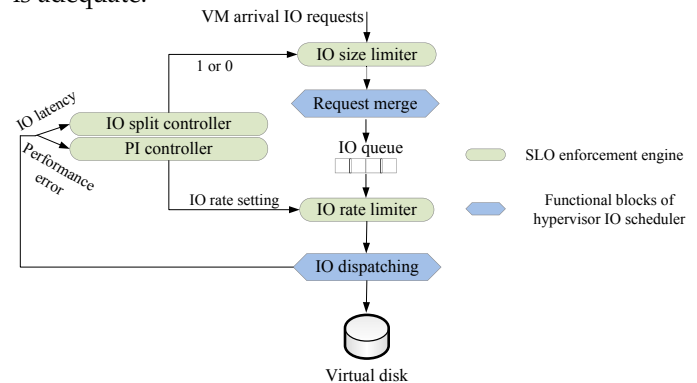 is adequate.
VM arrival IO requests
IO size limiter
1 or 0
Request merge
IO latency
IO split controller
PI controller
Performance
error
IO queue
SLO enforcement engine
IO rate setting
IO rate limiter
Functional blocks of
hypervisor IO scheduler
IO dispatching
Virtual disk